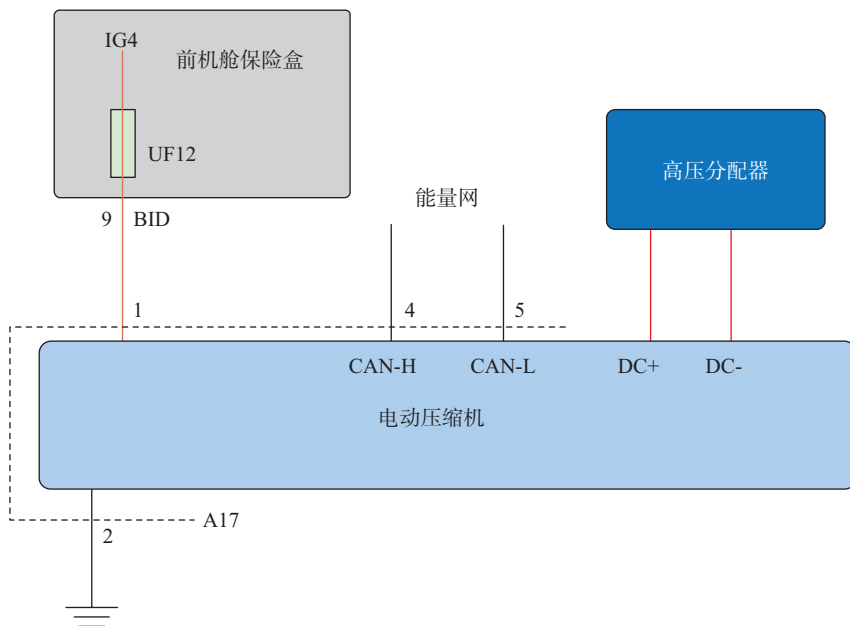 IG4
前机舱保险盒
UF12
高压分配器
能量网
9 BID
1
4
5
CAN-H CAN-L DC+ DC-
电动压缩机
A17
2